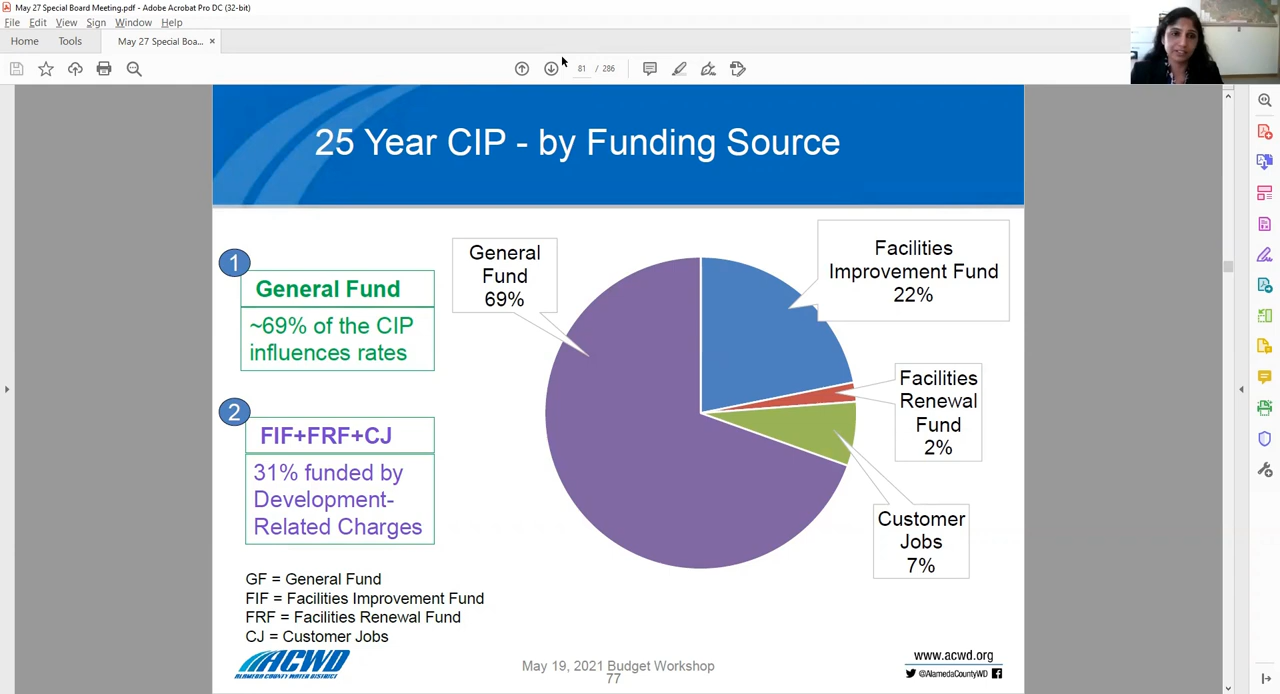 May 27 Special Board Meeting.pdf - Adobe Acrobat Pro DC (32-bit)
File Edit View Sign Window Help
Home Tools May 27 Special Boa... ×
81 / 286
25 Year CIP - by Funding Source
1
General Fund
~69% of the CIP
influences rates
2
FIF+FRF+CJ
31% funded by
Development-
Related Charges
General
Fund
69%
Facilities
Improvement Fund
22%
Facilities
Renewal
Fund
2%
Customer
Jobs
7%
GF = General Fund
FIF = Facilities Improvement Fund
FRF = Facilities Renewal Fund
CJ = Customer Jobs
ACWD
ALAMEDA COUNTY WATER DISTRICT
May 19, 2021 Budget Workshop
77
www.acwd.org
@AlamedaCountyWD